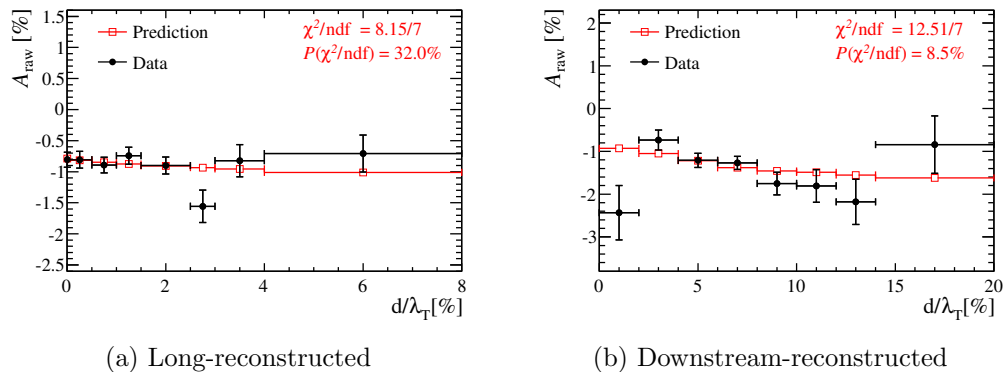 A_raw [%]
1.5
1
0.5
0
-0.5
-1
-1.5
-2
-2.5
Prediction
Data
χ²/ndf = 8.15/7
P(χ²/ndf) = 32.0%
0 2 4 6 8
d/λ_T[%]
(a) Long-reconstructed
A_raw [%]
2
1
0
-1
-2
-3
Prediction
Data
χ²/ndf = 12.51/7
P(χ²/ndf) = 8.5%
0 5 10 15 20
d/λ_T[%]
(b) Downstream-reconstructed